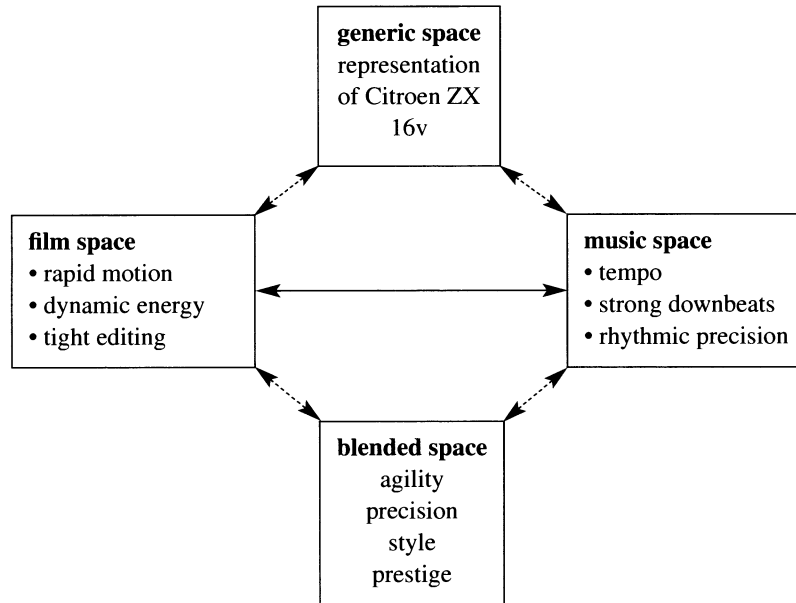 generic space
representation
of Citroen ZX
16v
film space
• rapid motion
• dynamic energy
• tight editing
music space
• tempo
• strong downbeats
• rhythmic precision
blended space
agility
precision
style
prestige